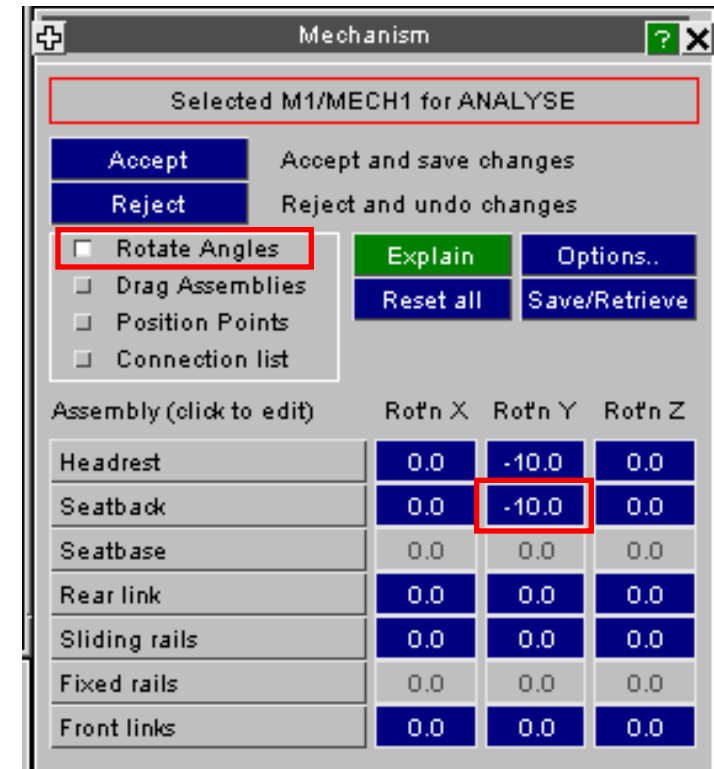 Mechanism
? X
Selected M1/MECH1 for ANALYSE
Accept Accept and save changes
Reject Reject and undo changes
Rotate Angles Explain Options..
Drag Assemblies Reset all Save/Retrieve
Position Points
Connection list
Assembly (click to edit) Rot'n X Rot'n Y Rot'n Z
Headrest 0.0 -10.0 0.0
Seatback 0.0 -10.0 0.0
Seatbase 0.0 0.0 0.0
Rear link 0.0 0.0 0.0
Sliding rails 0.0 0.0 0.0
Fixed rails 0.0 0.0 0.0
Front links 0.0 0.0 0.0